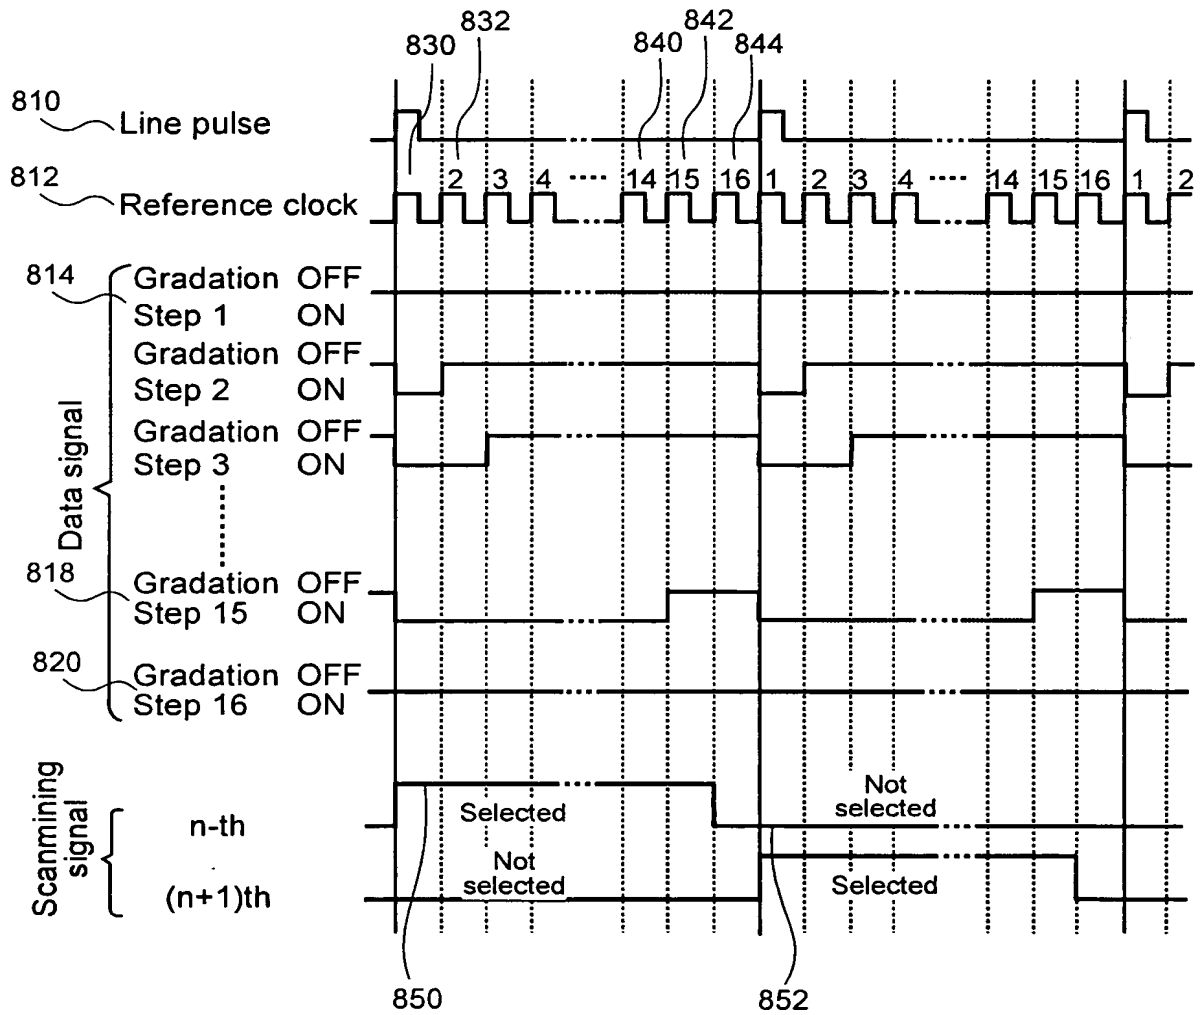 832
842
830
840
844
810
Line pulse
812
Reference clock
2 3 4 14 15 16 1 2 3 4 14 15 16 1 2
814
Gradation OFF
Step 1 ON
Gradation OFF
Step 2 ON
Gradation OFF
Step 3 ON
Data signal
818
Gradation OFF
Step 15 ON
820
Gradation OFF
Step 16 ON
Scanmining
signal
n-th
Selected
Not
selected
(n+1)th
Not
selected
Selected
850
852